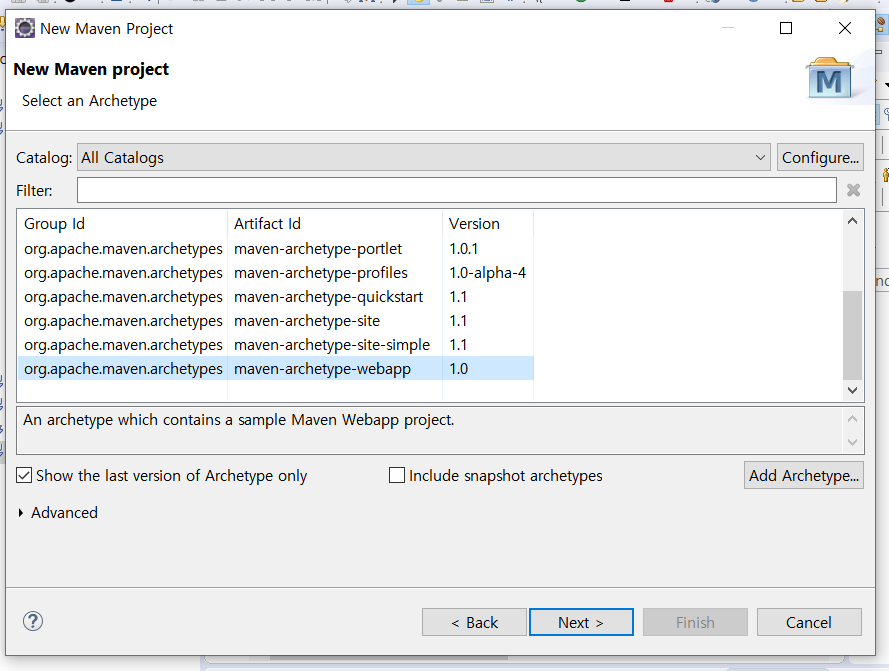 New Maven Project
New Maven project
Select an Archetype
Catalog: All Catalogs Configure...
Filter:
Group Id Artifact Id Version
org.apache.maven.archetypes maven-archetype-portlet 1.0.1
org.apache.maven.archetypes maven-archetype-profiles 1.0-alpha-4
org.apache.maven.archetypes maven-archetype-quickstart 1.1
org.apache.maven.archetypes maven-archetype-site 1.1
org.apache.maven.archetypes maven-archetype-site-simple 1.1
org.apache.maven.archetypes maven-archetype-webapp 1.0
An archetype which contains a sample Maven Webapp project.
Show the last version of Archetype only Include snapshot archetypes Add Archetype...
Advanced
< Back Next > Finish Cancel